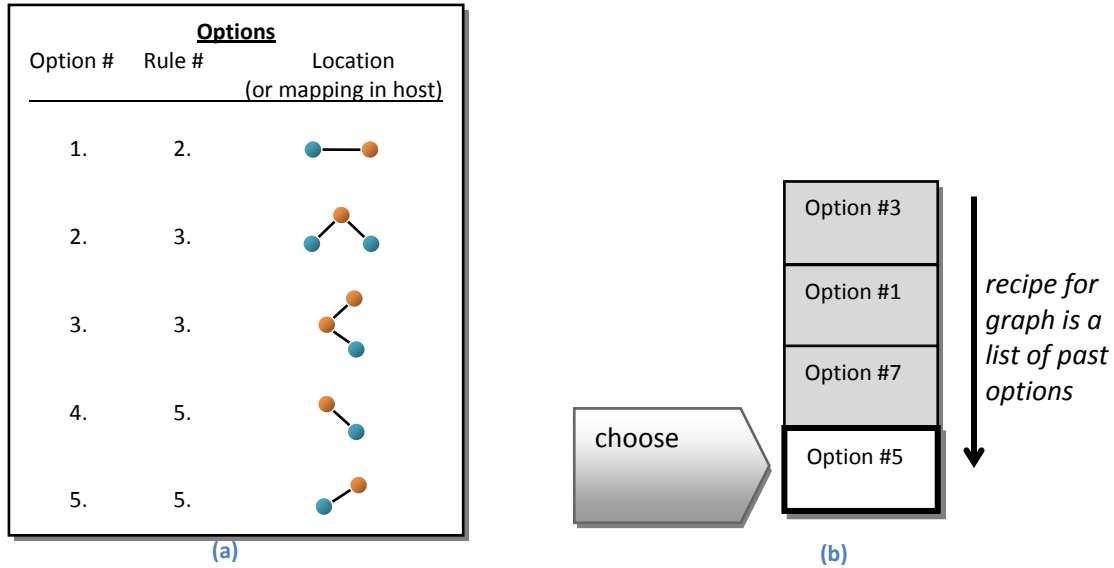 Options
Option # Rule # Location
(or mapping in host)
1. 2.
2. 3.
3. 3.
4. 5.
5. 5.
(a)
Option #3
Option #1
Option #7
choose
Option #5
recipe for
graph is a
list of past
options
(b)